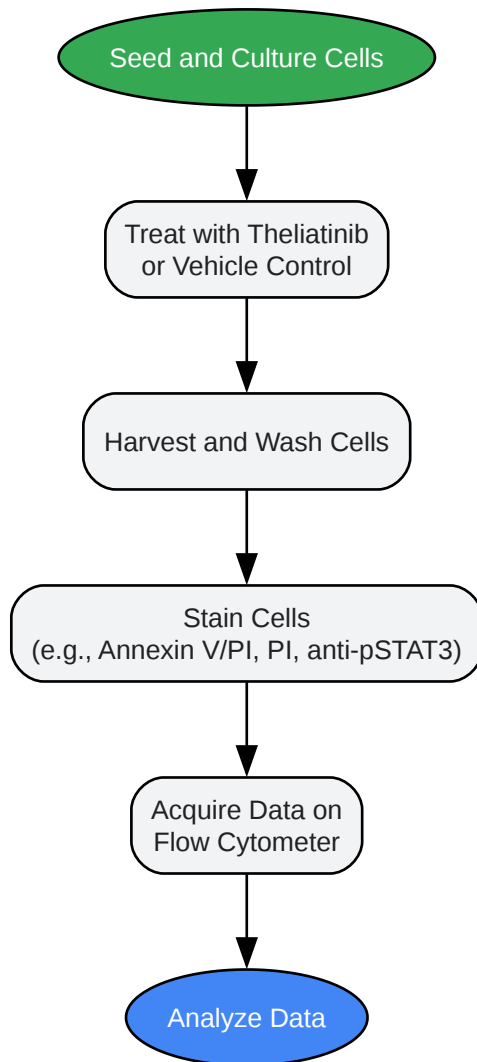 Seed and Culture Cells
Treat with Theliatinib
or Vehicle Control
Harvest and Wash Cells
Stain Cells
(e.g., Annexin V/PI, PI, anti-pSTAT3)
Acquire Data on
Flow Cytometer
Analyze Data